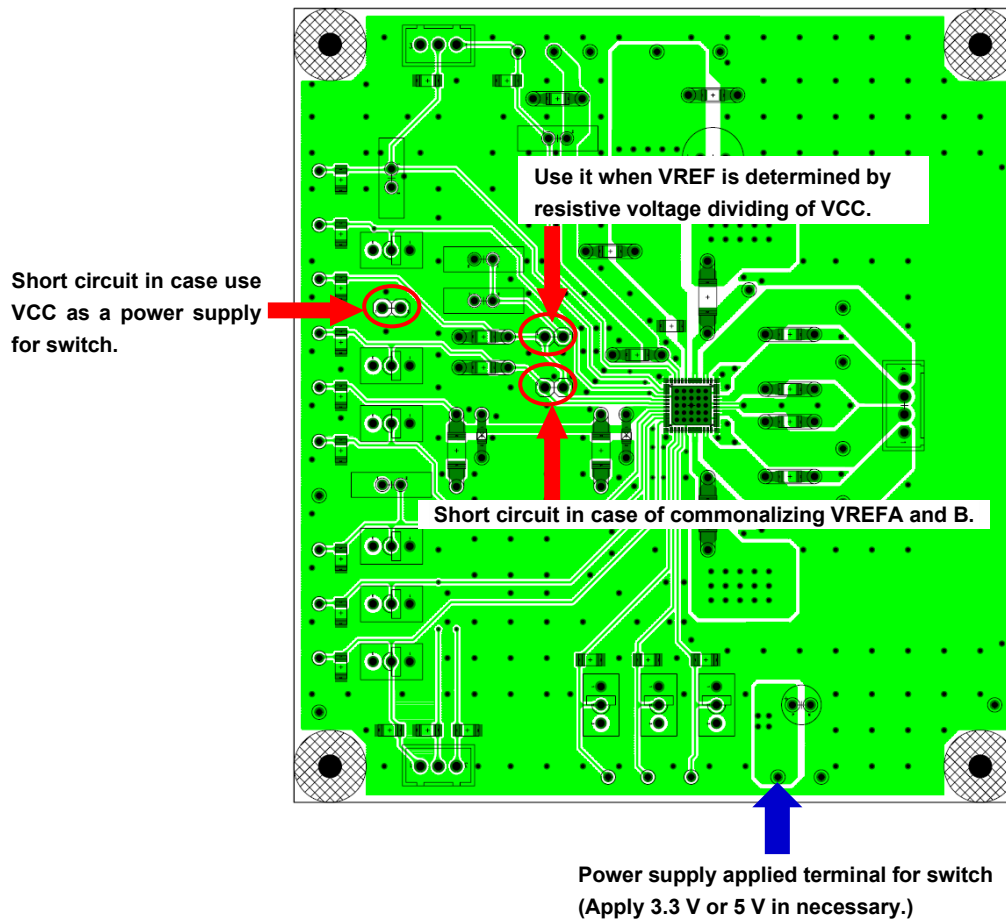 Use it when VREF is determined by
resistive voltage dividing of VCC.
Short circuit in case use
VCC as a power supply
for switch.
Short circuit in case of commonalizing VREFA and B.
Power supply applied terminal for switch
(Apply 3.3 V or 5 V in necessary.)